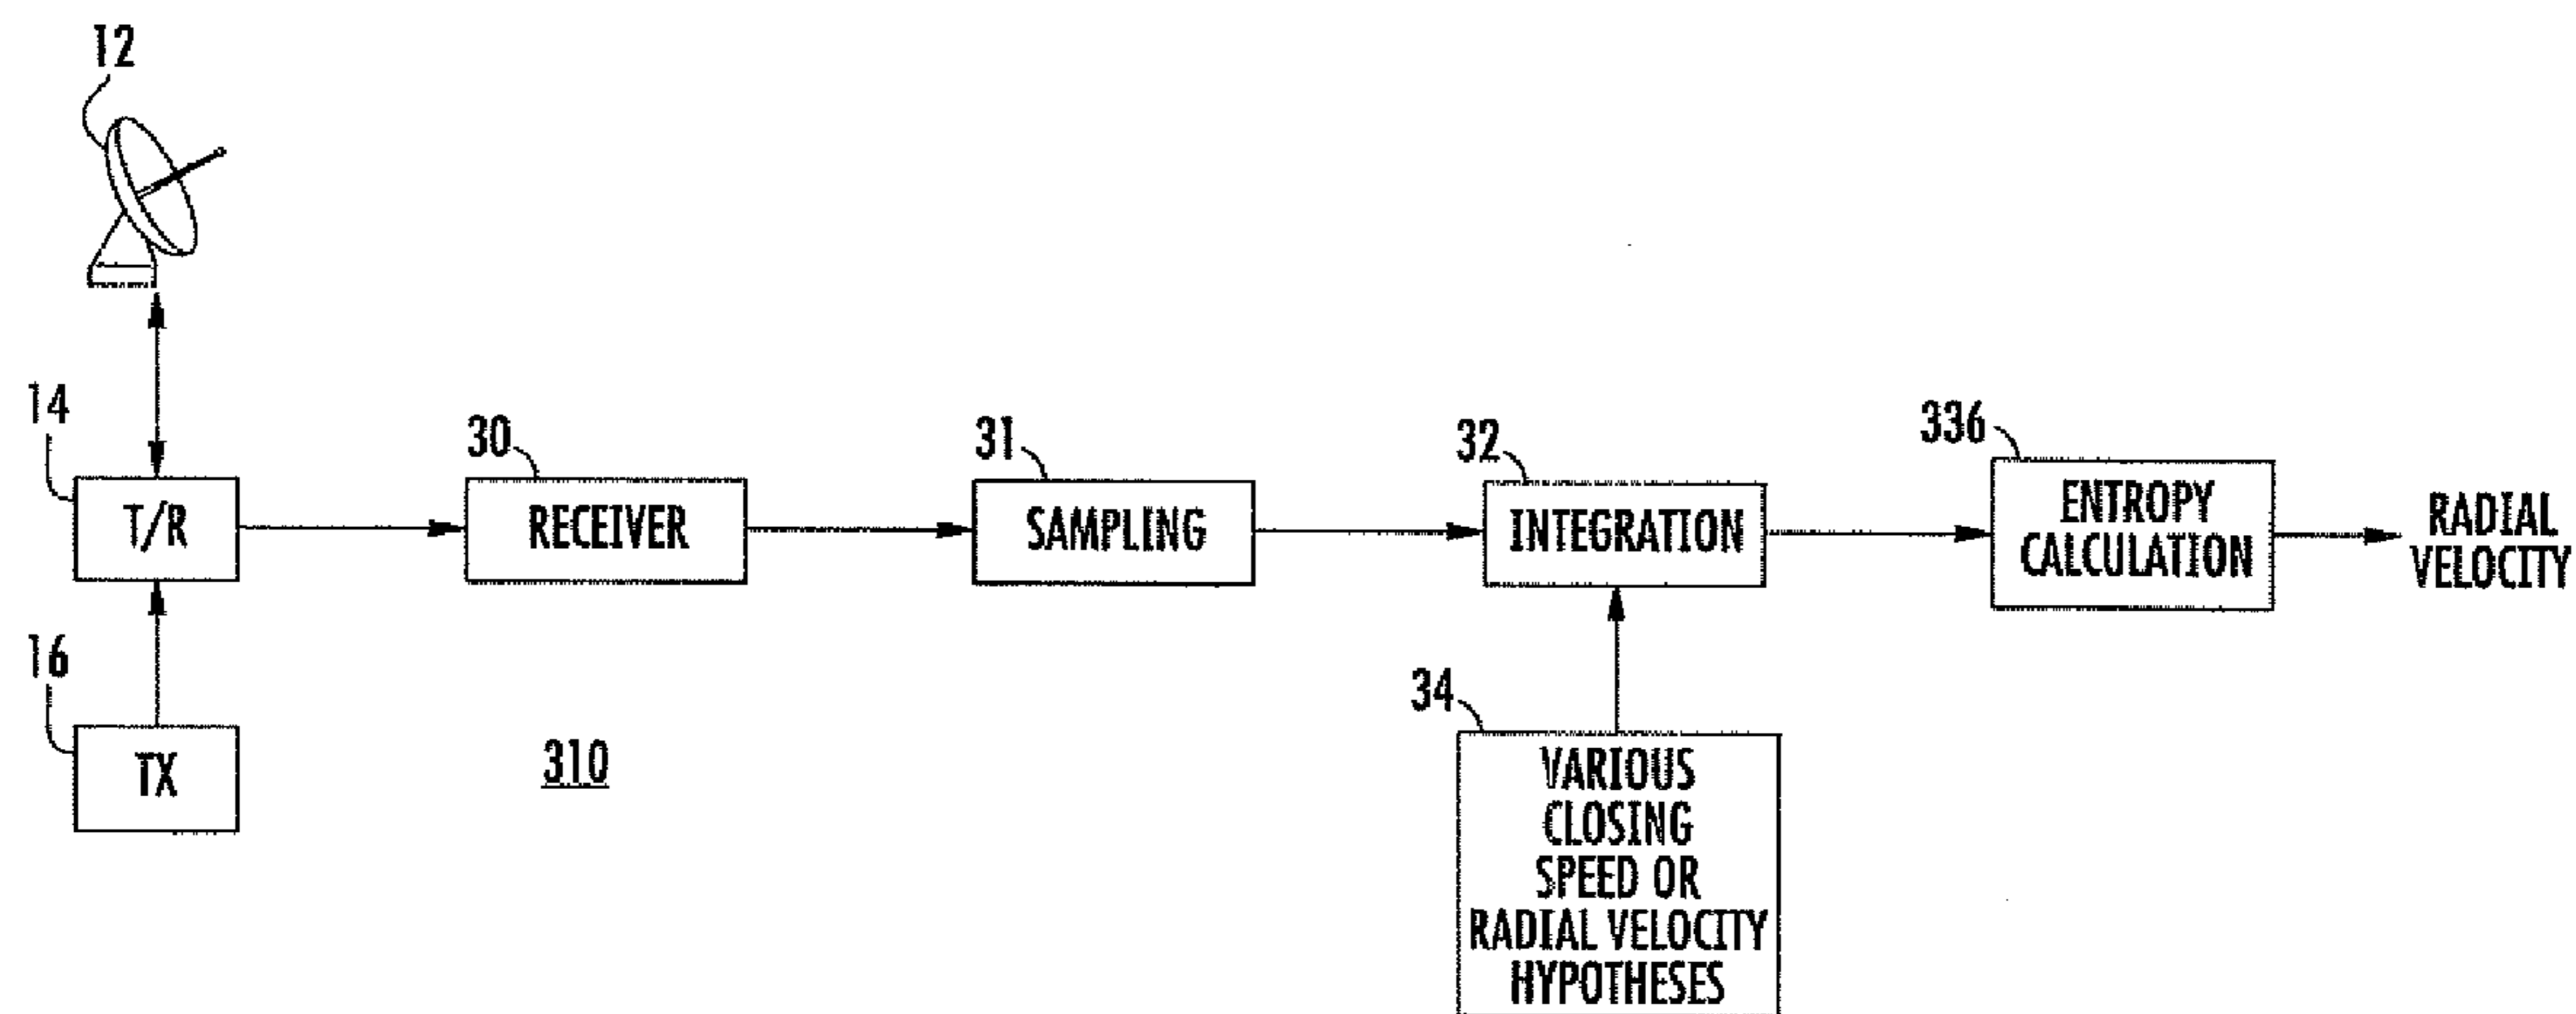 12
14
T/R
16
TX
310
30
RECEIVER
31
SAMPLING
32
INTEGRATION
34
VARIOUS
CLOSING
SPEED OR
RADIAL VELOCITY
HYPOTHESES
336
ENTROPY
CALCULATION
RADIAL
VELOCITY